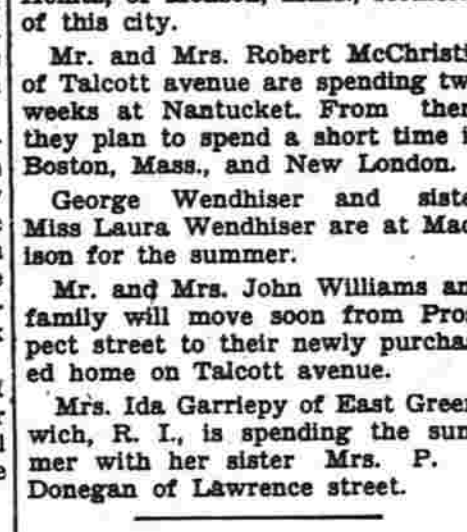 of this city.
Mr. and Mrs. Robert McChristi
of Talcott avenue are spending tw
weeks at Nantucket. From ther
they plan to spend a short time i
Boston, Mass., and New London.
George Wendhiser and siste
Miss Laura Wendhiser are at Mad
ison for the summer.
Mr. and Mrs. John Williams an
family will move soon from Pros
pect street to their newly purchas
ed home on Talcott avenue.
Mrs. Ida Garriepy of East Green
wich, R. I., is spending the sum
mer with her sister Mrs. P.
Donegan of Lawrence street.